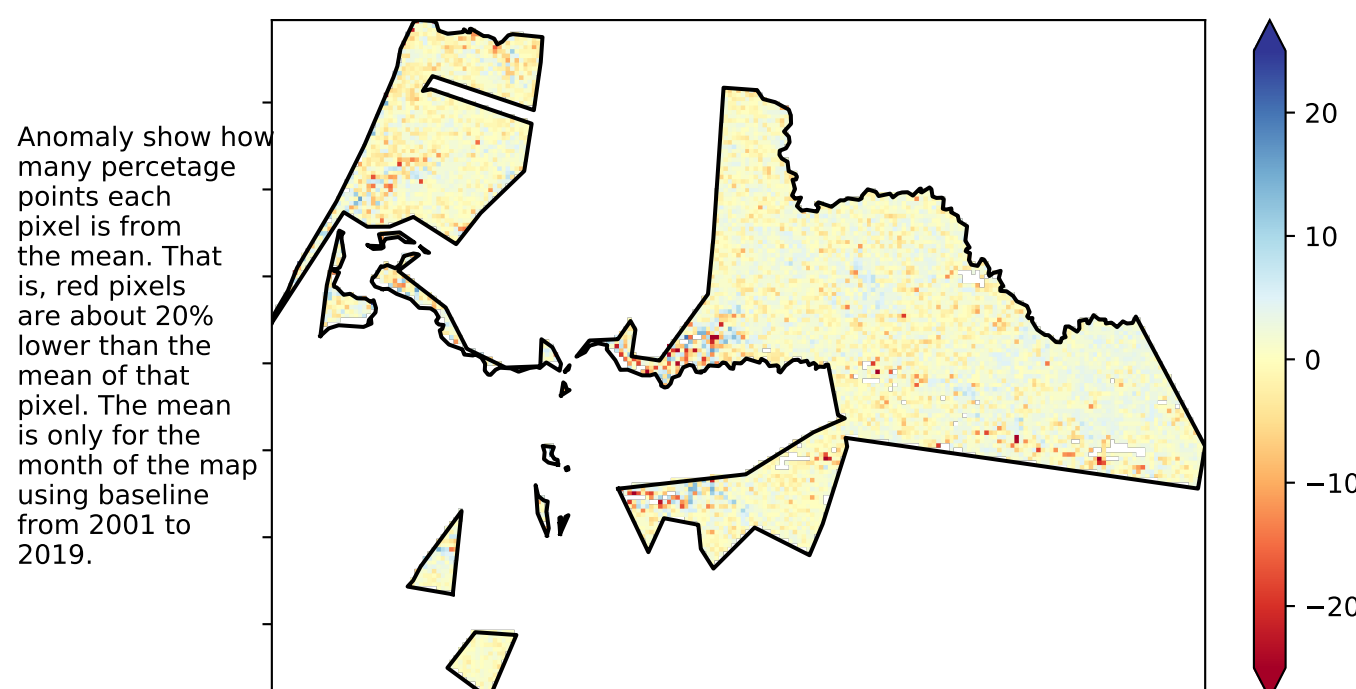 Anomaly show how
many percetage
points each
pixel is from
the mean. That
is, red pixels
are about 20%
lower than the
mean of that
pixel. The mean
is only for the
month of the map
using baseline
from 2001 to
2019.
20
10
0
−10
−20